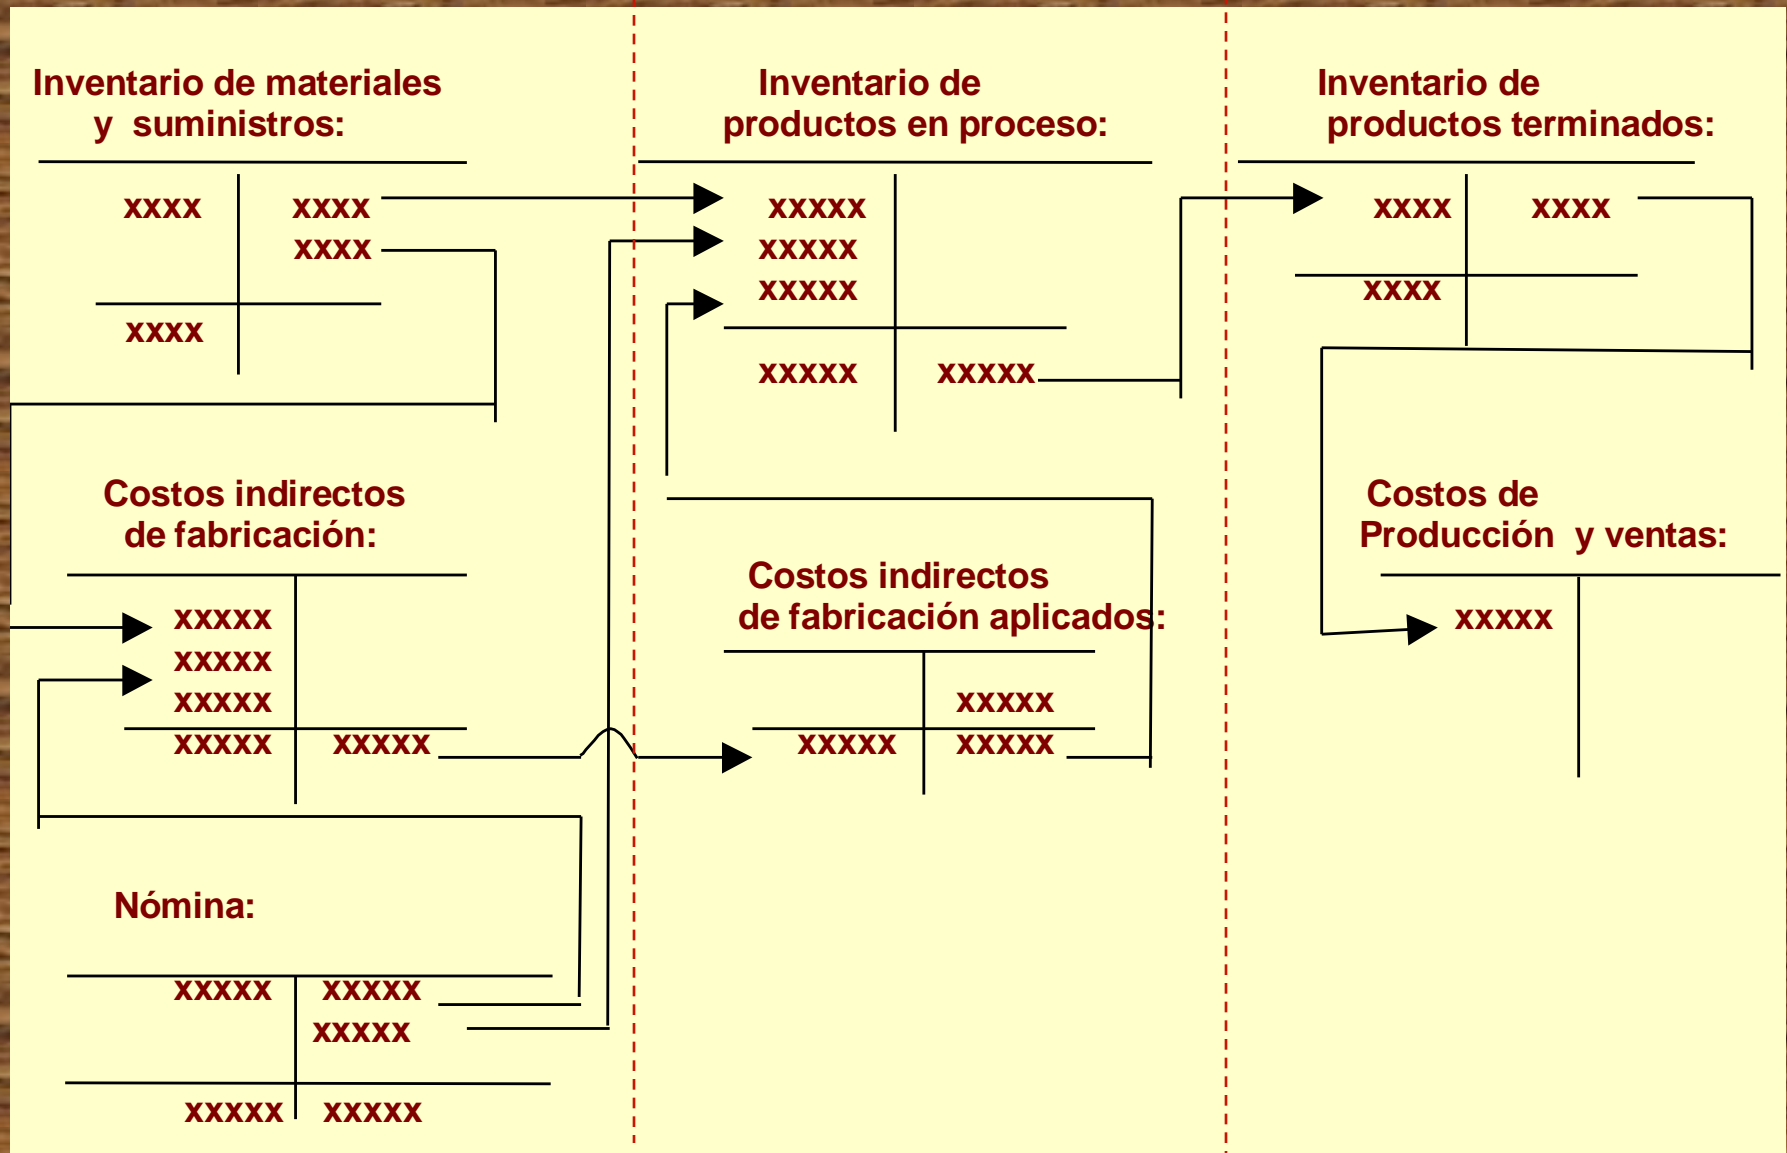 Inventario de materiales
y suministros:
xxxx xxxx
xxxx
xxxx
Costos indirectos
de fabricación:
xxxxx
xxxxx
xxxxx
xxxxx xxxxx
Nómina:
xxxxx xxxxx
xxxxx
xxxxx xxxxx
Inventario de
productos en proceso:
xxxxx
xxxxx
xxxxx
xxxxx xxxxx
Costos indirectos
de fabricación aplicados:
xxxxx
xxxxx xxxxx
Inventario de
productos terminados:
xxxx xxxx
xxxx
Costos de
Producción y ventas:
xxxxx